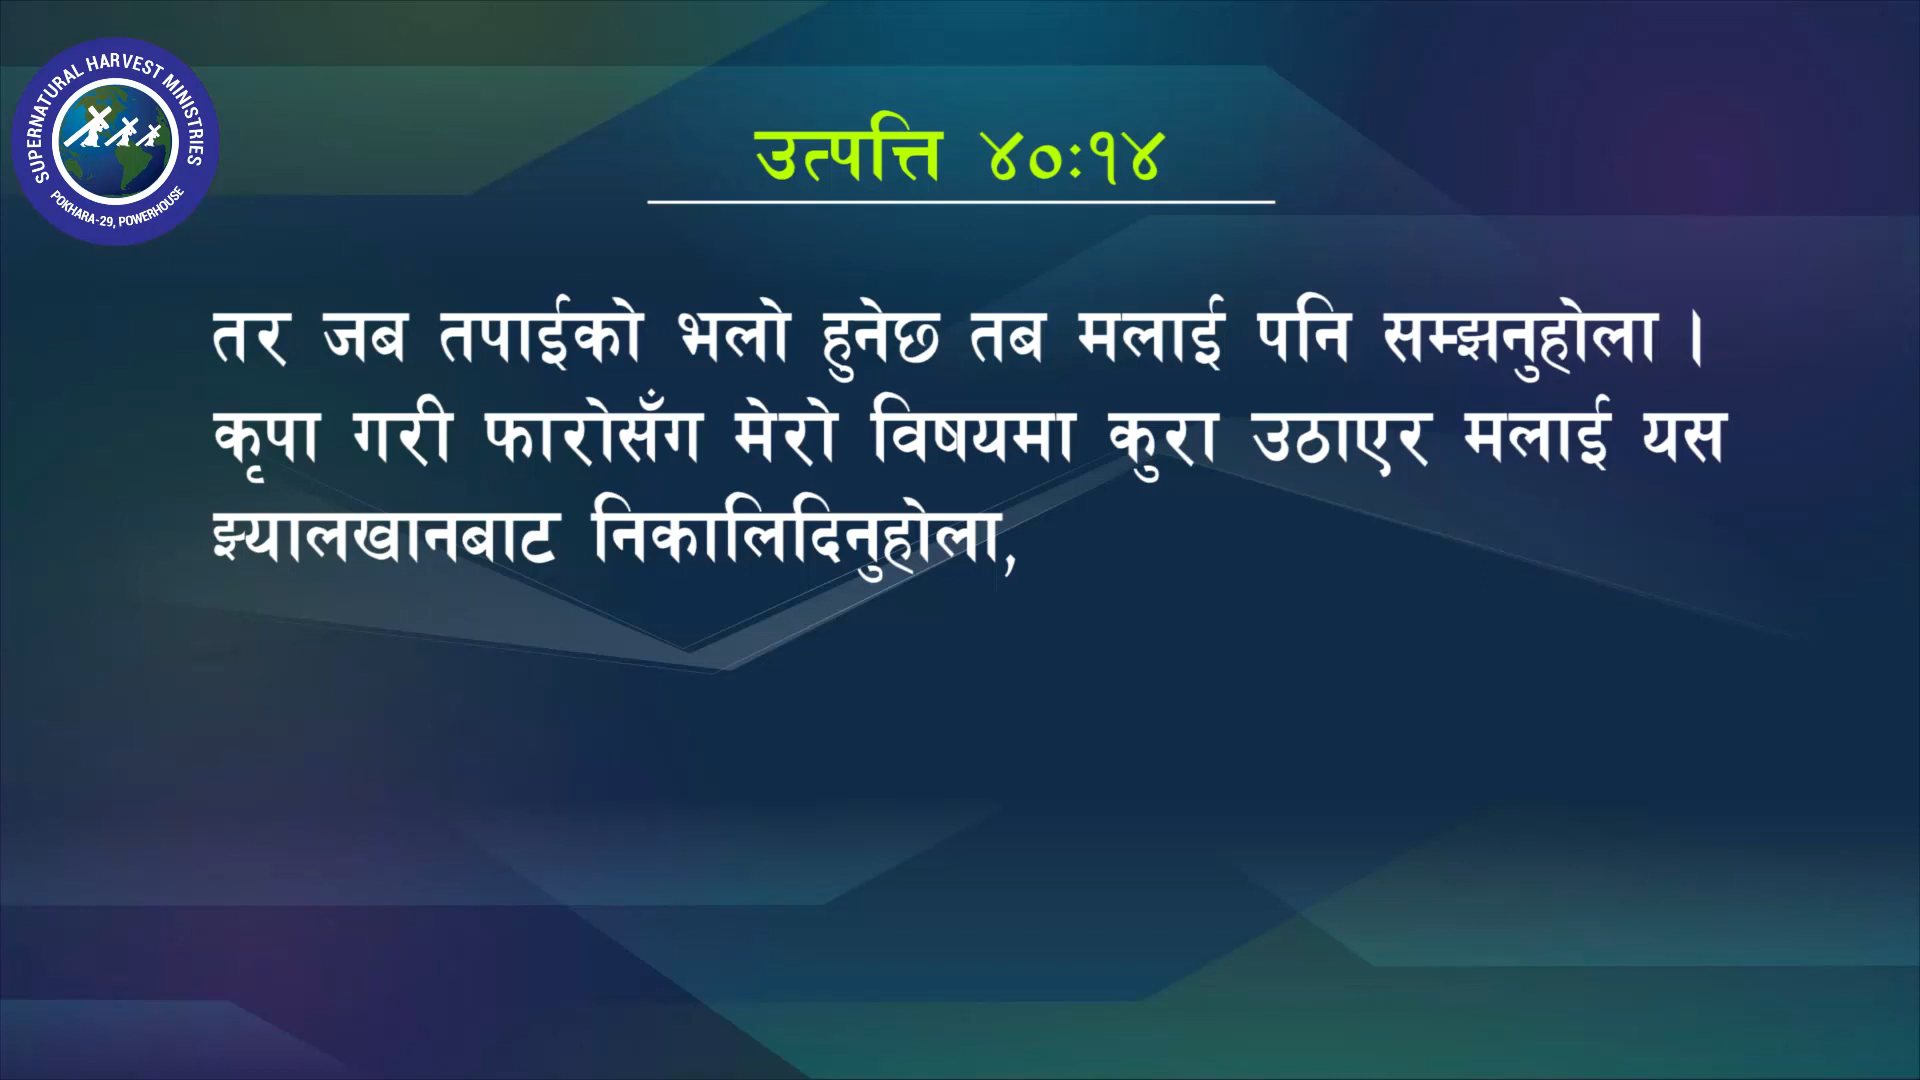 SUPERNATURAL HARVEST MINISTRIES
POKHARA-29, POWERHOUSE
उत्पत्ति ४०:१४
तर जब तपाईको भलो हुनेछ तब मलाई पनि सम्झनुहोला ।
कृपा गरी फारोसँग मेरो विषयमा कुरा उठाएर मलाई यस
झ्यालखानबाट निकालिदिनुहोला,